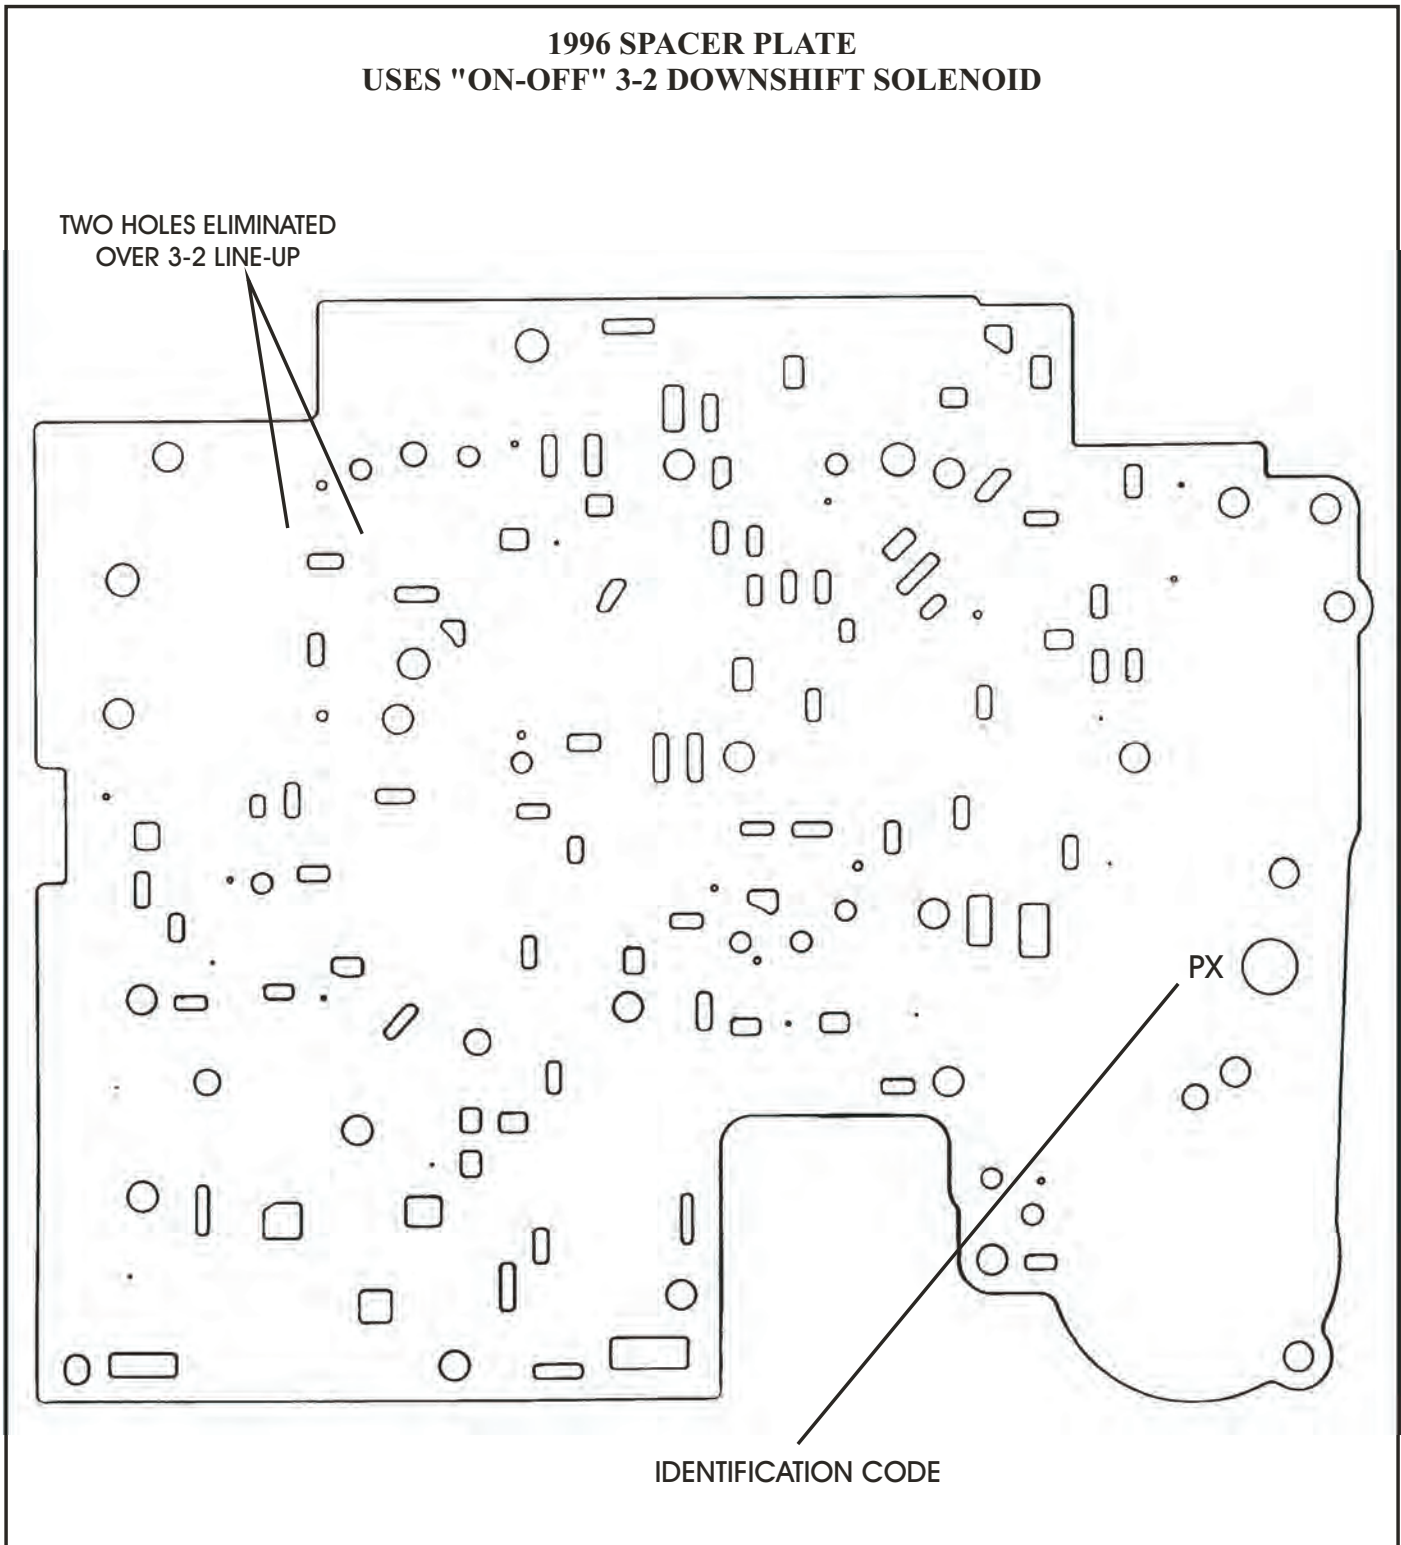 1996 SPACER PLATE
USES "ON-OFF" 3-2 DOWNSHIFT SOLENOID
TWO HOLES ELIMINATED
OVER 3-2 LINE-UP
PX
IDENTIFICATION CODE